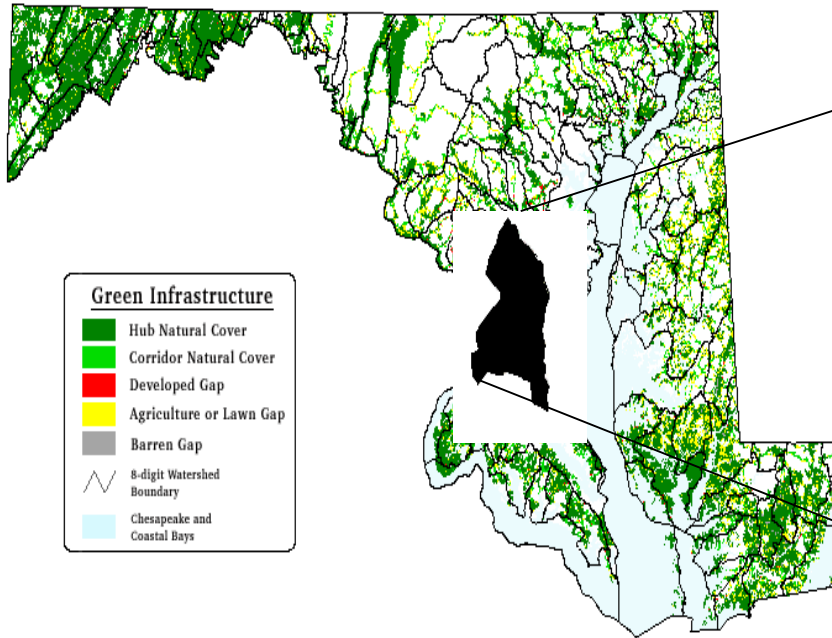 Green Infrastructure
Hub Natural Cover
Corridor Natural Cover
Developed Gap
Agriculture or Lawn Gap
Barren Gap
8-digit Watershed
Boundary
Chesapeake and
Coastal Bays